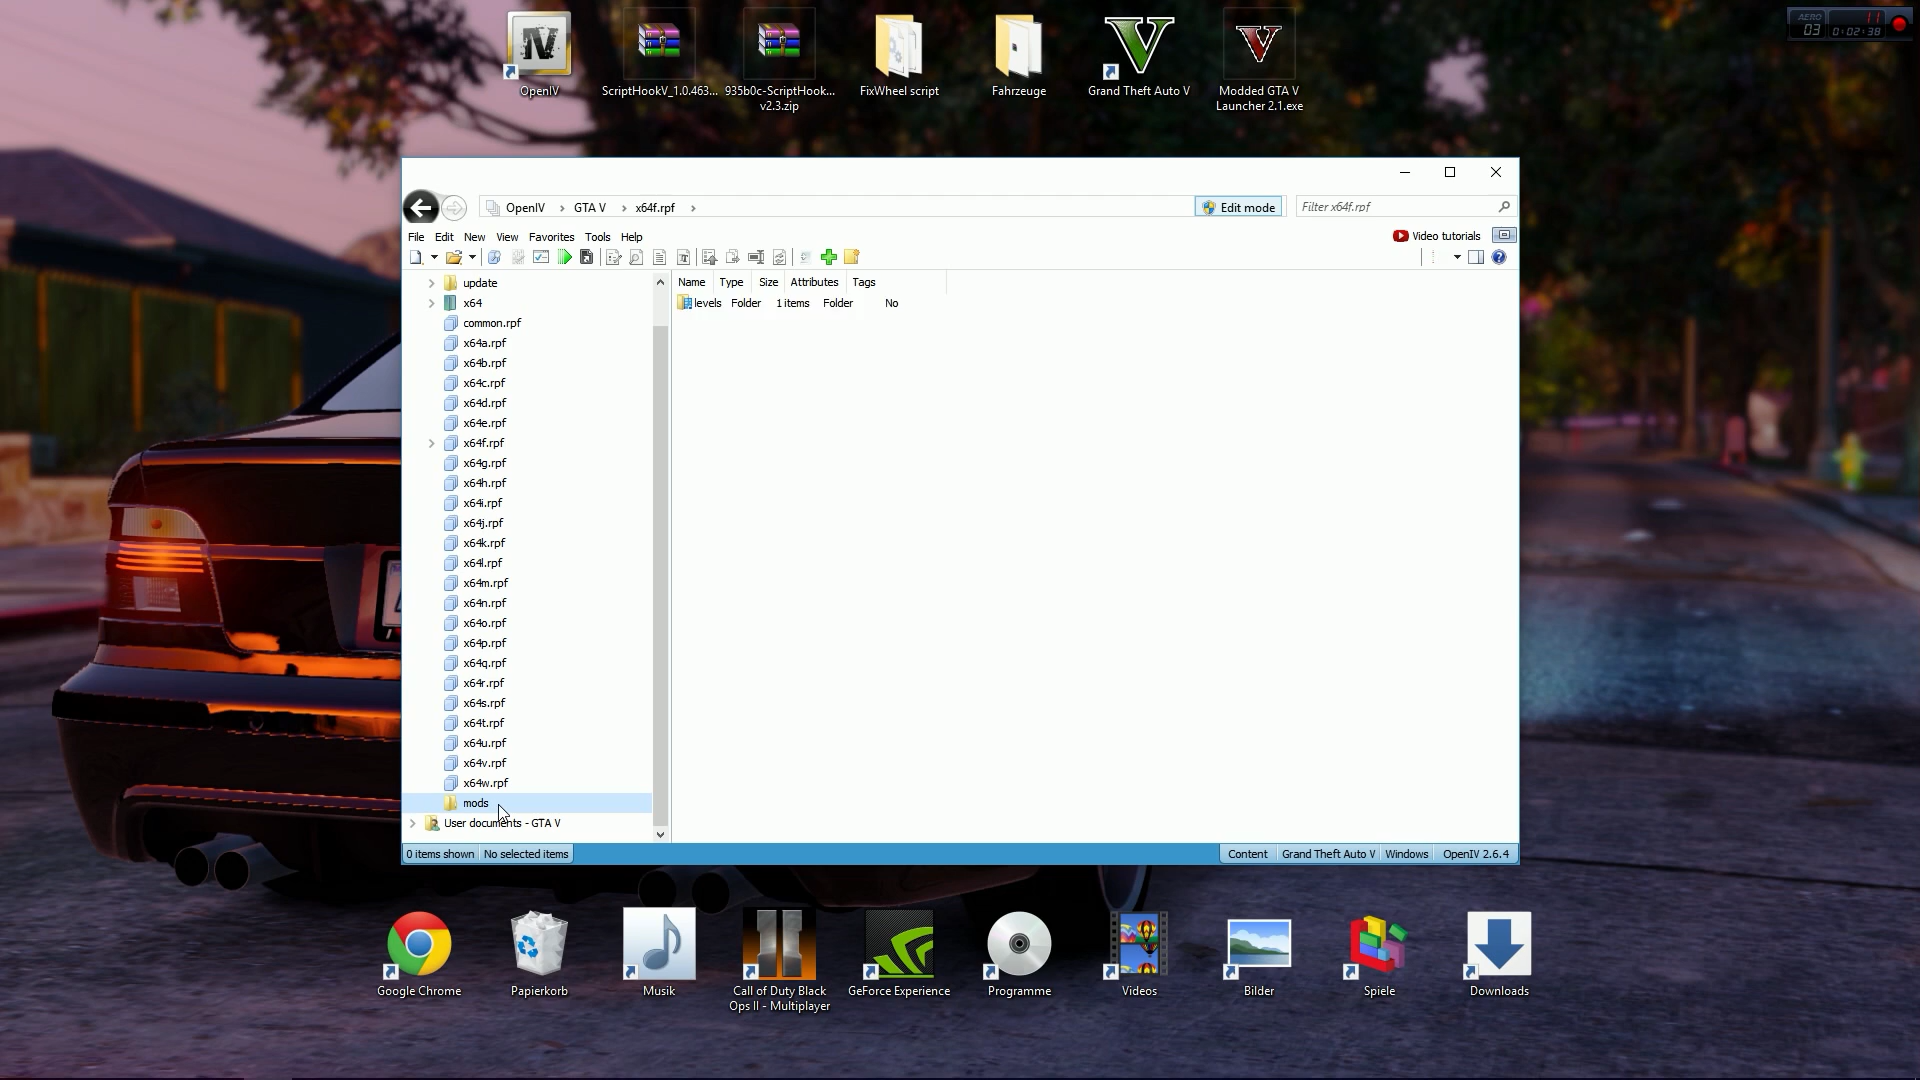 AERO
03
11
0:02:38
OpenIV
ScriptHookV_1.0.463...
935b0c-ScriptHook...
v2.3.zip
FixWheel script
Fahrzeuge
Grand Theft Auto V
Modded GTA V
Launcher 2.1.exe
OpenIV
GTA V
x64f.rpf
Edit mode
Filter x64f.rpf
File Edit New View Favorites Tools Help
Video tutorials
Name Type Size Attributes Tags
levels Folder 1 items Folder No
update
x64
common.rpf
x64a.rpf
x64b.rpf
x64c.rpf
x64d.rpf
x64e.rpf
x64f.rpf
x64g.rpf
x64h.rpf
x64i.rpf
x64j.rpf
x64k.rpf
x64l.rpf
x64m.rpf
x64n.rpf
x64o.rpf
x64p.rpf
x64q.rpf
x64r.rpf
x64s.rpf
x64t.rpf
x64u.rpf
x64v.rpf
x64w.rpf
mods
User documents - GTA V
0 items shown No selected items
Content Grand Theft Auto V Windows OpenIV 2.6.4
Google Chrome
Papierkorb
Musik
Call of Duty Black
Ops II - Multiplayer
GeForce Experience
Programme
Videos
Bilder
Spiele
Downloads